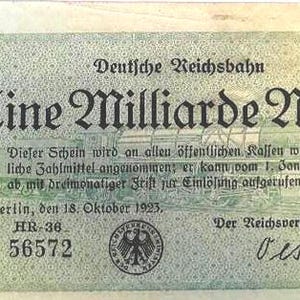 Deutsche Reichsbahn
Eine Milliarde M
Dieser Schein wird an allen öffentlichen Kassen w
liche Zahlmittel angenommen; er kann vom 1. Jan
ab, mit dreimonatiger Frist zur Einlösung aufgerufen
erlin, den 18. Oktober 1923.
HR·36
Der Reichsver
56572